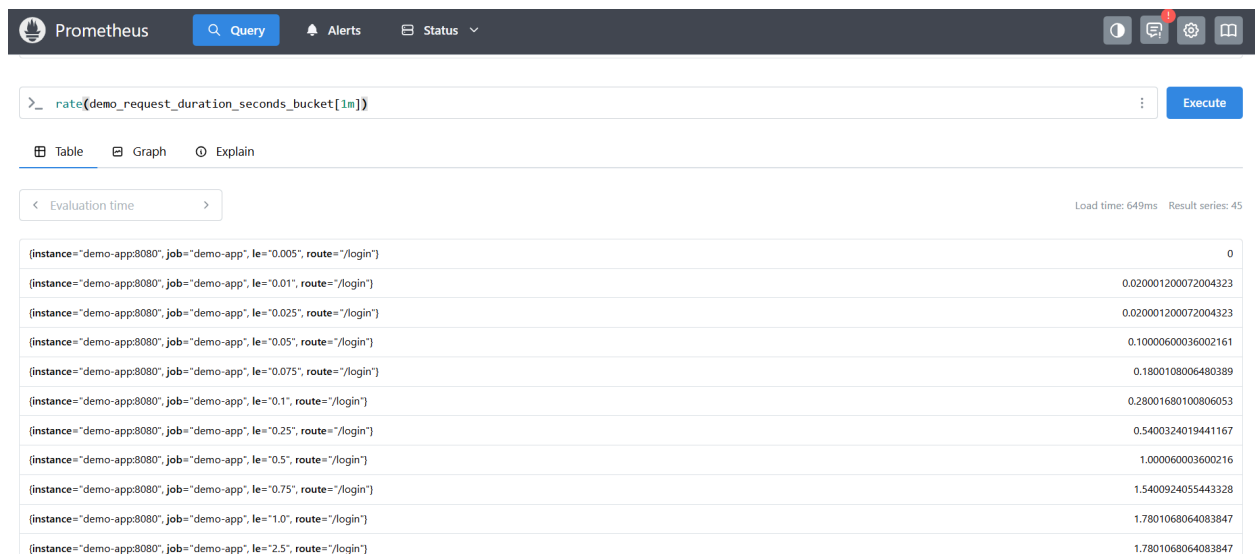 Prometheus Query Alerts Status !
>_ rate(demo_request_duration_seconds_bucket[1m]) Execute
Table Graph Explain
< Evaluation time > Load time: 649ms Result series: 45
{instance="demo-app:8080", job="demo-app", le="0.005", route="/login"} 0
{instance="demo-app:8080", job="demo-app", le="0.01", route="/login"} 0.020001200072004323
{instance="demo-app:8080", job="demo-app", le="0.025", route="/login"} 0.020001200072004323
{instance="demo-app:8080", job="demo-app", le="0.05", route="/login"} 0.10000600036002161
{instance="demo-app:8080", job="demo-app", le="0.075", route="/login"} 0.1800108006480389
{instance="demo-app:8080", job="demo-app", le="0.1", route="/login"} 0.28001680100806053
{instance="demo-app:8080", job="demo-app", le="0.25", route="/login"} 0.5400324019441167
{instance="demo-app:8080", job="demo-app", le="0.5", route="/login"} 1.000060003600216
{instance="demo-app:8080", job="demo-app", le="0.75", route="/login"} 1.5400924055443328
{instance="demo-app:8080", job="demo-app", le="1.0", route="/login"} 1.7801068064083847
{instance="demo-app:8080", job="demo-app", le="2.5", route="/login"} 1.7801068064083847